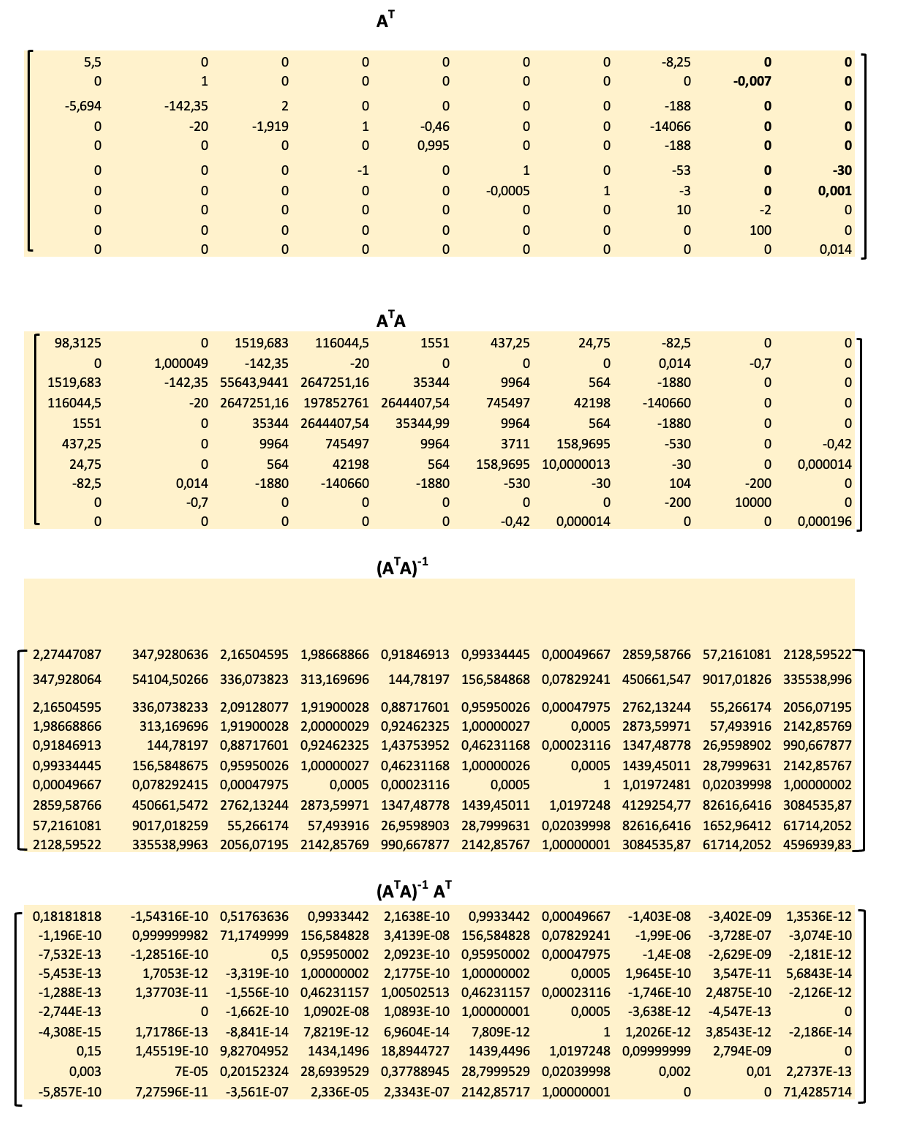 Aᵀ
5,5 0 0 0 0 0 0 -8,25 0 0
0 1 0 0 0 0 0 0 -0,007 0
-5,694 -142,35 2 0 0 0 0 -188 0 0
0 -20 -1,919 1 -0,46 0 0 -14066 0 0
0 0 0 0 0,995 0 0 -188 0 0
0 0 0 -1 0 1 0 -53 0 -30
0 0 0 0 0 -0,0005 1 -3 0 0,001
0 0 0 0 0 0 0 10 -2 0
0 0 0 0 0 0 0 0 100 0
0 0 0 0 0 0 0 0 0 0,014
AᵀA
98,3125 0 1519,683 116044,5 1551 437,25 24,75 -82,5 0 0
0 1,000049 -142,35 -20 0 0 0 0,014 -0,7 0
1519,683 -142,35 55643,9441 2647251,16 35344 9964 564 -1880 0 0
116044,5 -20 2647251,16 197852761 2644407,54 745497 42198 -140660 0 0
1551 0 35344 2644407,54 35344,99 9964 564 -1880 0 0
437,25 0 9964 745497 9964 3711 158,9695 -530 0 -0,42
24,75 0 564 42198 564 158,9695 10,0000013 -30 0 0,000014
-82,5 0,014 -1880 -140660 -1880 -530 -30 104 -200 0
0 -0,7 0 0 0 0 0 -200 10000 0
0 0 0 0 0 -0,42 0,000014 0 0 0,000196
(AᵀA)⁻¹
2,27447087 347,9280636 2,16504595 1,98668866 0,91846913 0,99334445 0,00049667 2859,58766 57,2161081 2128,59522
347,928064 54104,50266 336,073823 313,169696 144,78197 156,584868 0,07829241 450661,547 9017,01826 335538,996
2,16504595 336,0738233 2,09128077 1,91900028 0,88717601 0,95950026 0,00047975 2762,13244 55,266174 2056,07195
1,98668866 313,169696 1,91900028 2,00000029 0,92462325 1,00000027 0,0005 2873,59971 57,493916 2142,85769
0,91846913 144,78197 0,88717601 0,92462325 1,43753952 0,46231168 0,00023116 1347,48778 26,9598902 990,667877
0,99334445 156,5848675 0,95950026 1,00000027 0,46231168 1,00000026 0,0005 1439,45011 28,7999631 2142,85767
0,00049667 0,078292415 0,00047975 0,0005 0,00023116 0,0005 1 1,01972481 0,02039998 1,00000002
2859,58766 450661,5472 2762,13244 2873,59971 1347,48778 1439,45011 1,0197248 4129254,77 82616,6416 3084535,87
57,2161081 9017,018259 55,266174 57,493916 26,9598903 28,7999631 0,02039998 82616,6416 1652,96412 61714,2052
2128,59522 335538,9963 2056,07195 2142,85769 990,667877 2142,85767 1,00000001 3084535,87 61714,2052 4596939,83
(AᵀA)⁻¹ Aᵀ
0,18181818 -1,54316E-10 0,51763636 0,9933442 2,1638E-10 0,9933442 0,00049667 -1,403E-08 -3,402E-09 1,3536E-12
-1,196E-10 0,999999982 71,1749999 156,584828 3,4139E-08 156,584828 0,07829241 -1,99E-06 -3,728E-07 -3,074E-10
-7,532E-13 -1,28516E-10 0,5 0,95950002 2,0923E-10 0,95950002 0,00047975 -1,4E-08 -2,629E-09 -2,181E-12
-5,453E-13 1,7053E-12 -3,319E-10 1,00000002 2,1775E-10 1,00000002 0,0005 1,9645E-10 3,547E-11 5,6843E-14
-1,288E-13 1,37703E-11 -1,556E-10 0,46231157 1,00502513 0,46231157 0,00023116 -1,746E-10 2,4875E-10 -2,126E-12
-2,744E-13 0 -1,662E-10 1,0902E-08 1,0893E-10 1,00000001 0,0005 -3,638E-12 -4,547E-13 0
-4,308E-15 1,71786E-13 -8,841E-14 7,8219E-12 6,9604E-14 7,809E-12 1 1,2026E-12 3,8543E-12 -2,186E-14
0,15 1,45519E-10 9,82704952 1434,1496 18,8944727 1439,4496 1,0197248 0,09999999 2,794E-09 0
0,003 7E-05 0,20152324 28,6939529 0,37788945 28,7999529 0,02039998 0,002 0,01 2,2737E-13
-5,857E-10 7,27596E-11 -3,561E-07 2,336E-05 2,3343E-07 2142,85717 1,00000001 0 0 71,4285714